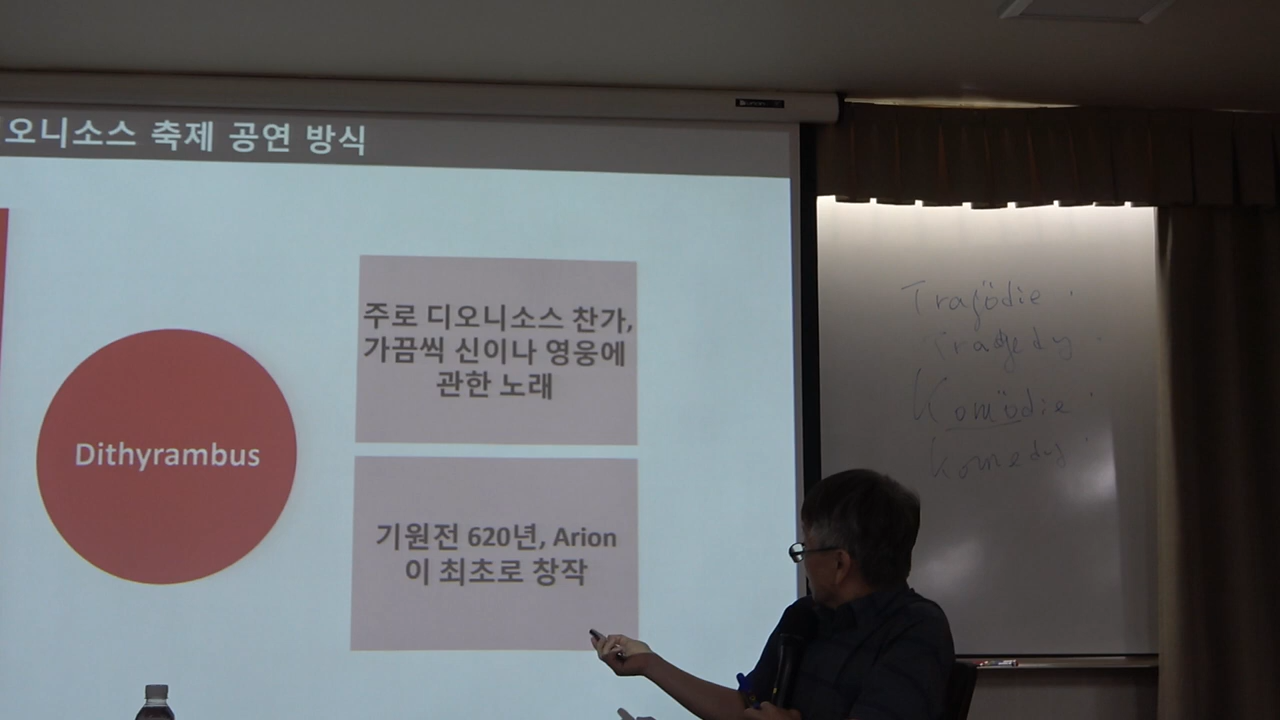 오니소스 축제 공연 방식
Dithyrambus
주로 디오니소스 찬가,
가끔씩 신이나 영웅에
관한 노래
기원전 620년, Arion
이 최초로 창작
Tragödie
Tragedy
Komödie
Komedy